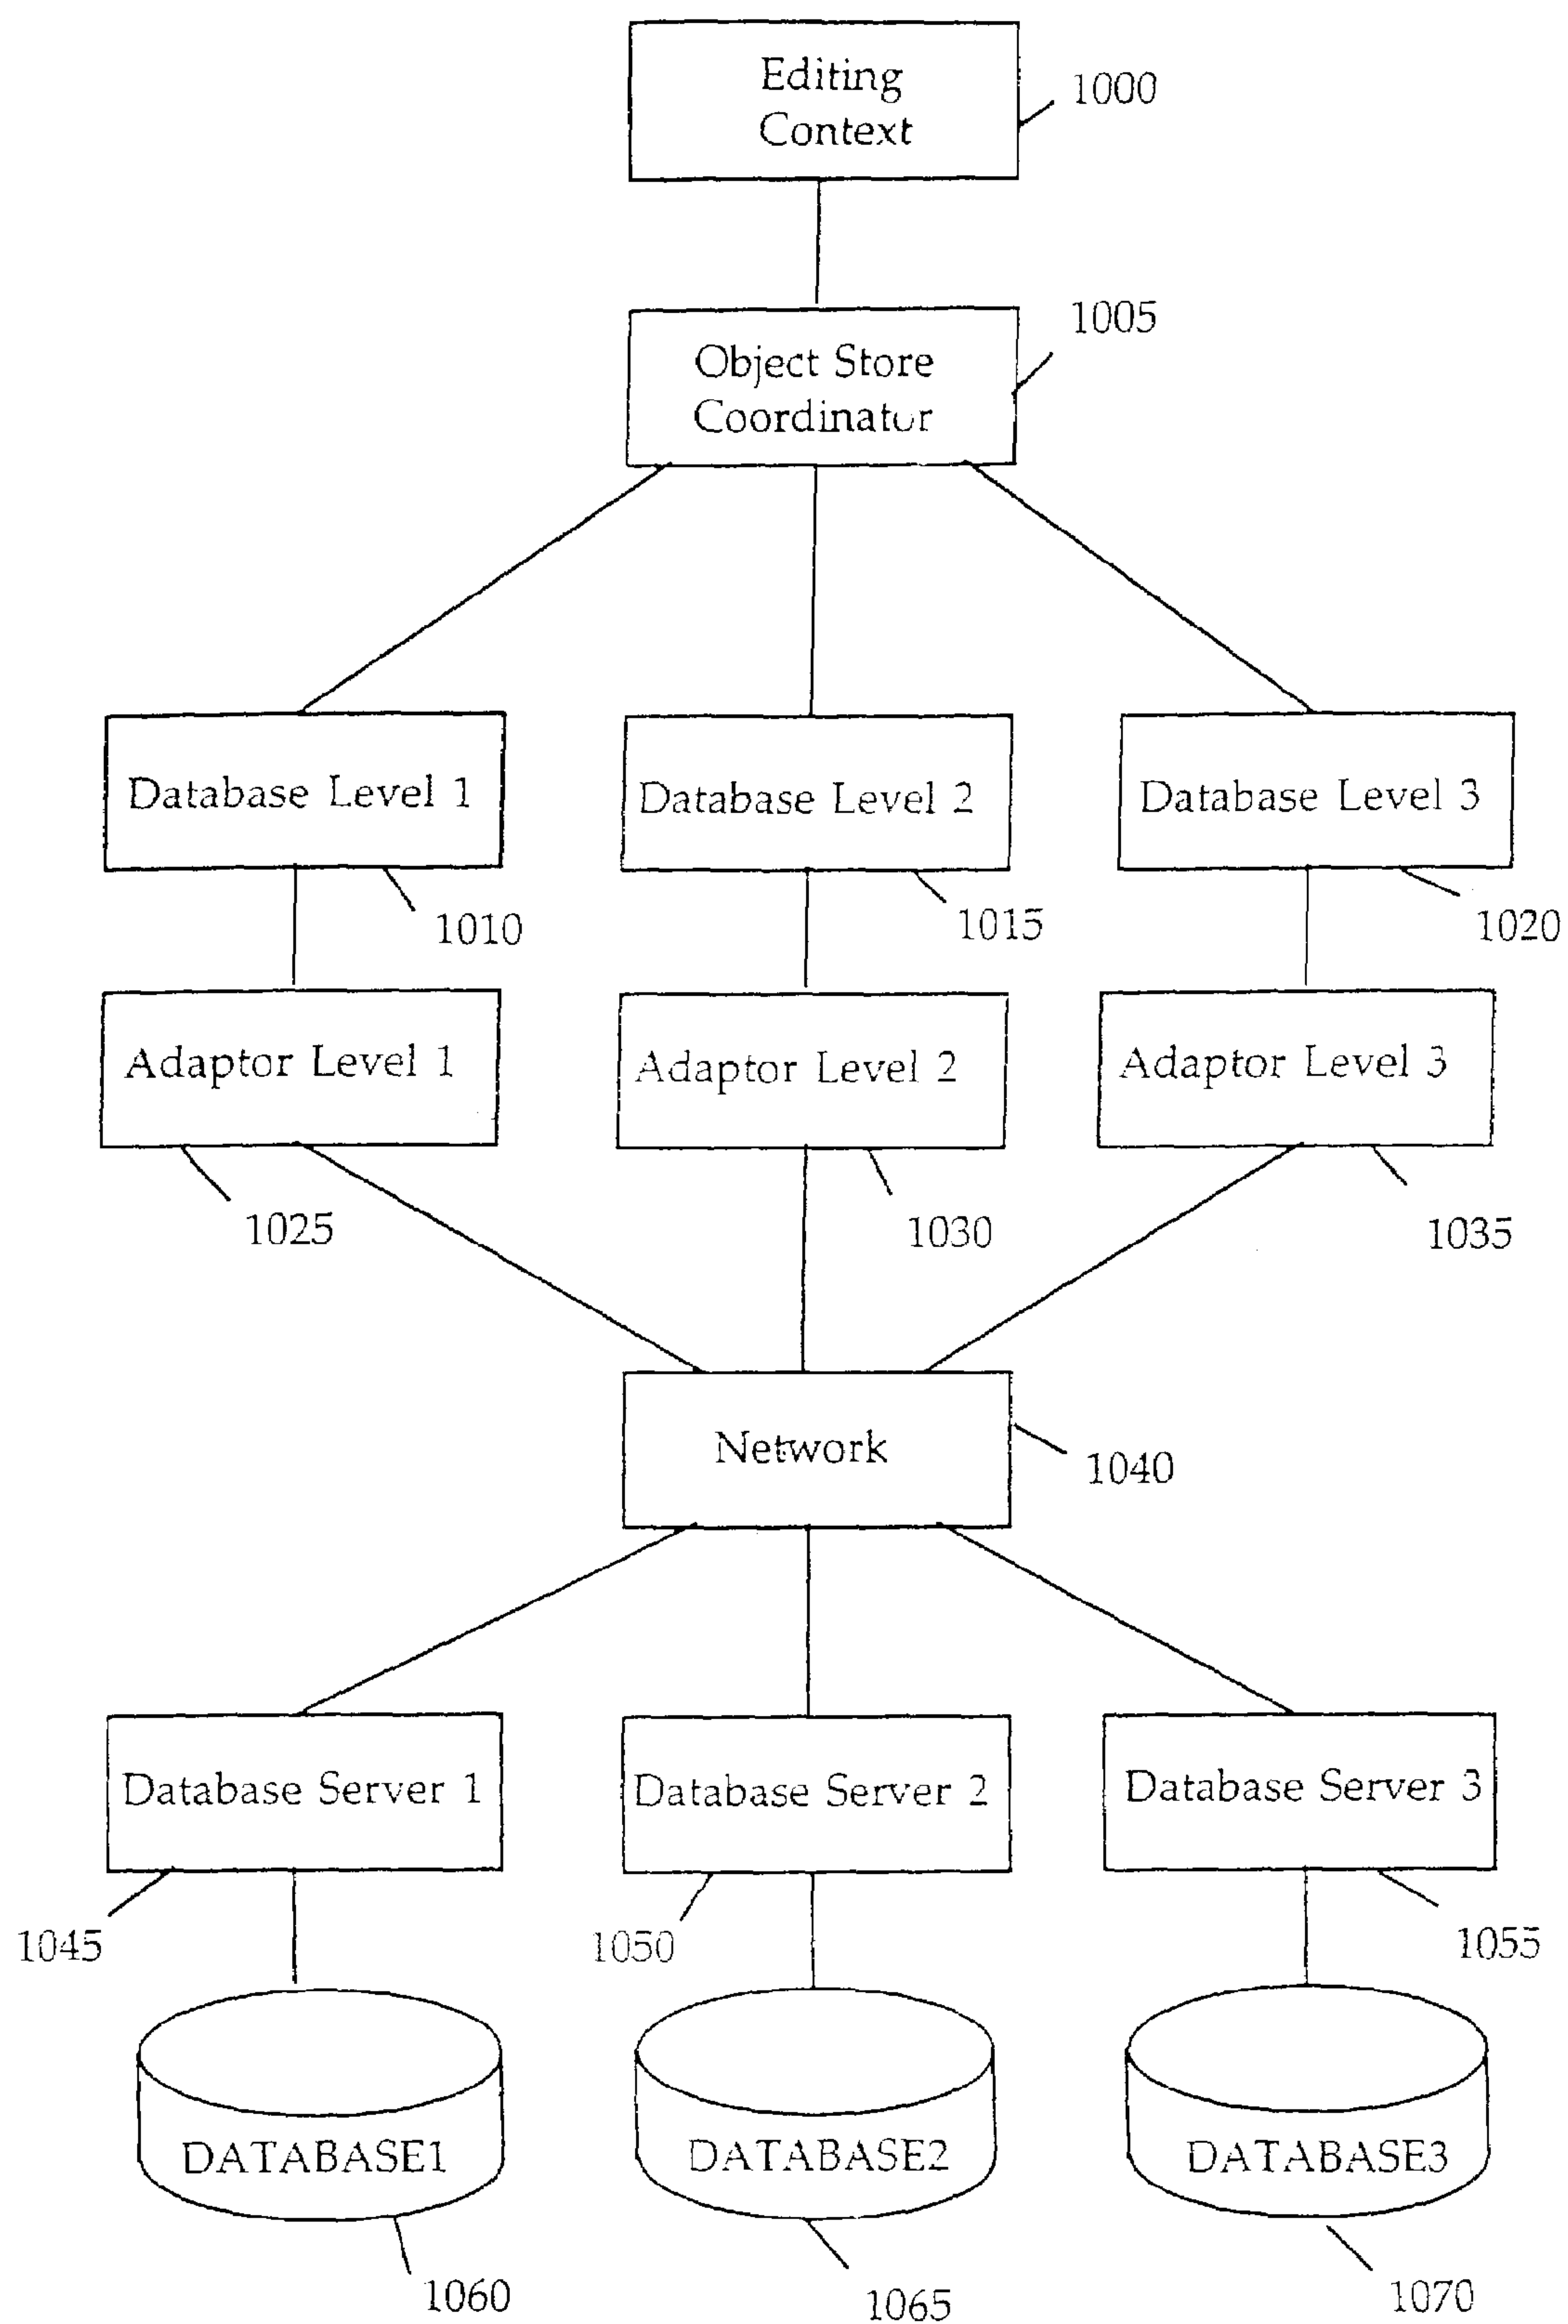 Editing
Context
1000
1005
Object Store
Coordinator
Database Level 1
Database Level 2
Database Level 3
1010
1015
1020
Adaptor Level 1
Adaptor Level 2
Adaptor Level 3
1025
1030
1035
Network
1040
Database Server 1
Database Server 2
Database Server 3
1045
1050
1055
DATABASE1
DATABASE2
DATABASE3
1060
1065
1070